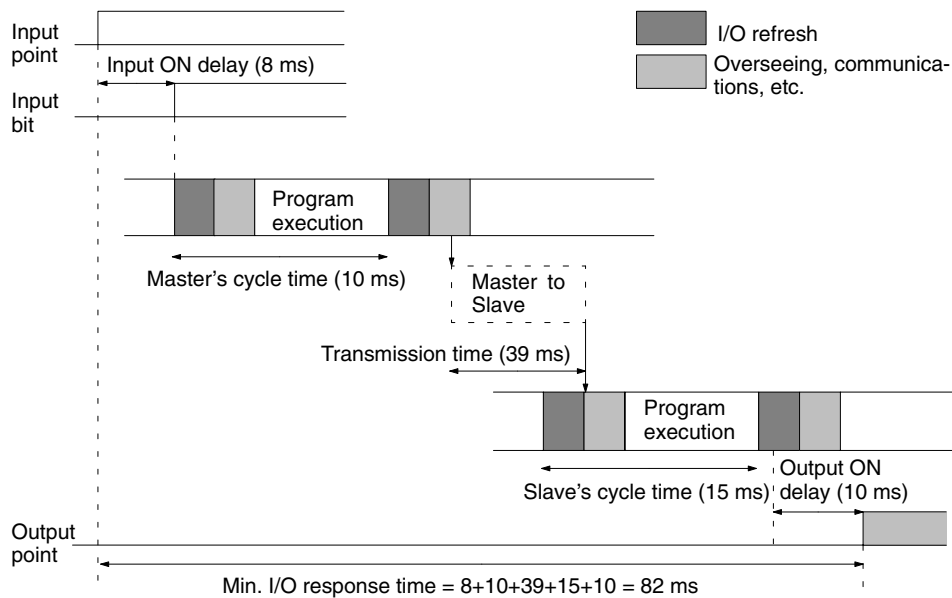 Input
point
I/O refresh
Overseeing, communica-
tions, etc.
Input ON delay (8 ms)
Input
bit
Program
execution
Master’s cycle time (10 ms)
Master to
Slave
Transmission time (39 ms)
Program
execution
Slave’s cycle time (15 ms)
Output ON
delay (10 ms)
Output
point
Min. I/O response time = 8+10+39+15+10 = 82 ms